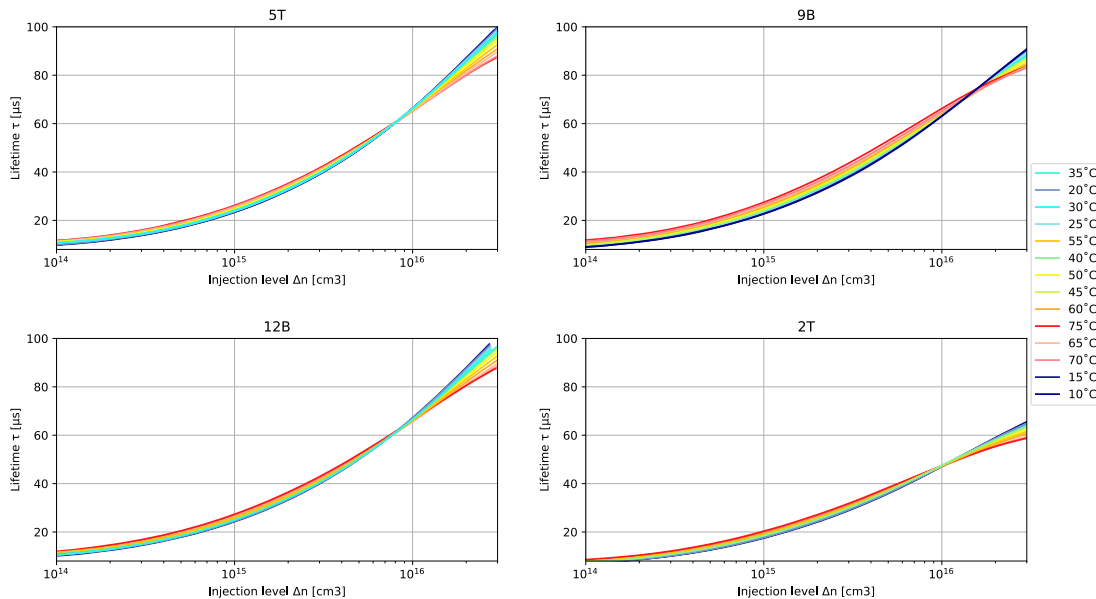 5T
100
80
60
40
20
Lifetime τ [µs]
10¹⁴
10¹⁵
10¹⁶
Injection level Δn [cm3]
9B
100
80
60
40
20
Lifetime τ [µs]
10¹⁴
10¹⁵
10¹⁶
Injection level Δn [cm3]
12B
100
80
60
40
20
Lifetime τ [µs]
10¹⁴
10¹⁵
10¹⁶
Injection level Δn [cm3]
2T
100
80
60
40
20
Lifetime τ [µs]
10¹⁴
10¹⁵
10¹⁶
Injection level Δn [cm3]
35˚C
20˚C
30˚C
25˚C
55˚C
40˚C
50˚C
45˚C
60˚C
75˚C
65˚C
70˚C
15˚C
10˚C